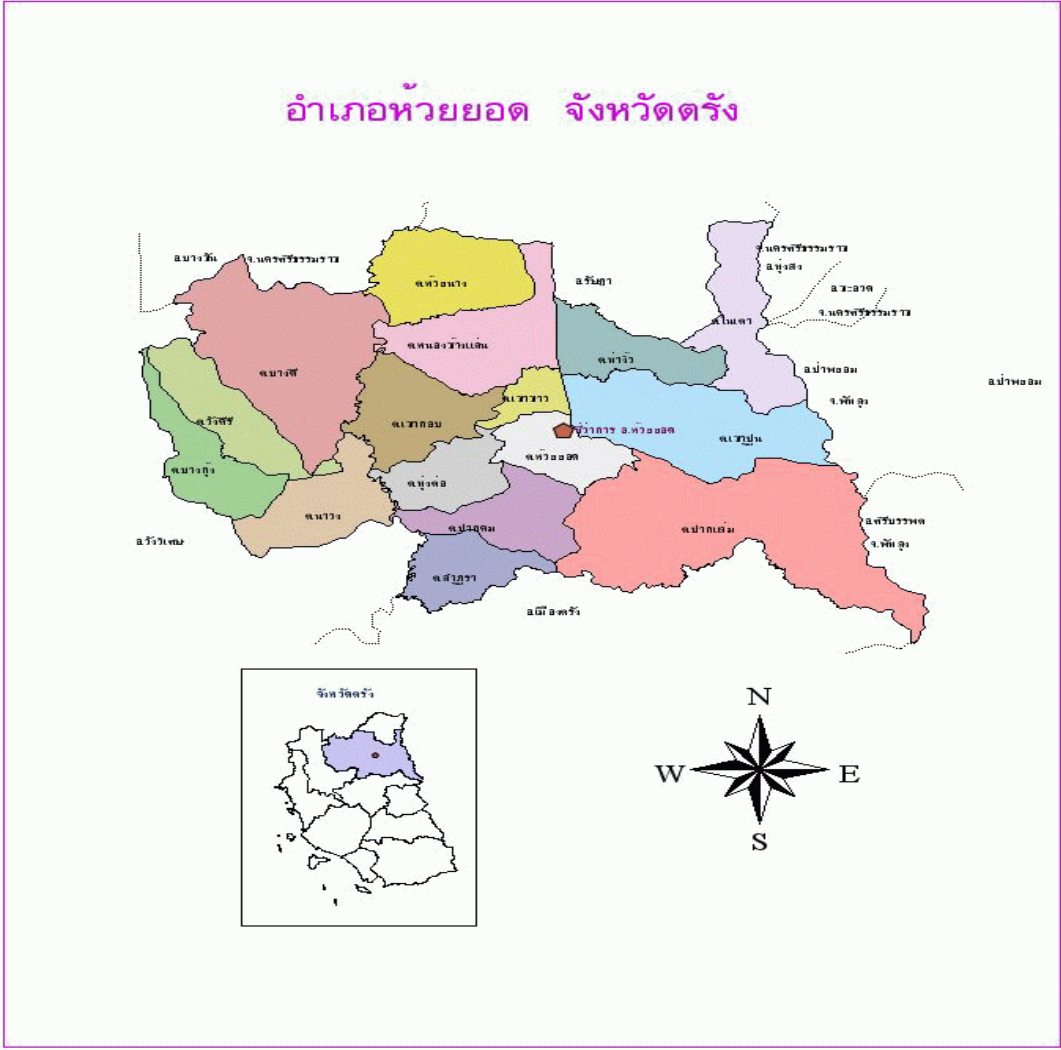 อำเภอห้วยยอด จังหวัดตรัง
อ.บางขัน
จ.นครศรีธรรมราช
ต.ห้วยนาง
อ.รัษฎา
จ.นครศรีธรรมราช
อ.ทุ่งสง
อ.ชะอวด
จ.นครศรีธรรมราช
ต.ในเตา
ต.หนองช้างแล่น
ต.ท่างิ้ว
ต.บางดี
อ.ป่าพยอม
อ.ป่าพยอม
จ.พัทลุง
ต.เขาขาว
ต.วังคีรี
ต.เขากอบ
ที่ว่าการ อ.ห้วยยอด
ต.เขาปูน
ต.บางกุ้ง
ต.ห้วยยอด
ต.ทุ่งต่อ
ต.นาวง
ต.ปากคม
ต.ปากแจ่ม
อ.ศรีบรรพต
จ.พัทลุง
อ.วังวิเศษ
ต.ลำภูรา
อ.เมืองตรัง
จังหวัดตรัง
N
W E
S